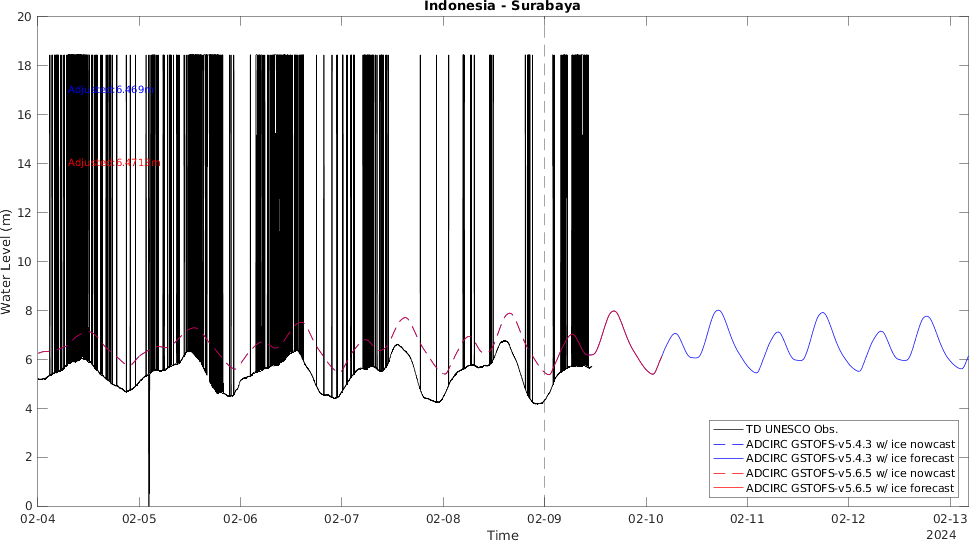 Indonesia - Surabaya
20
18
16
14
12
10
8
6
4
2
0
Water Level (m)
Adjusted:6.469m
02-04
02-05
02-06
02-07
02-08
02-09
02-10
02-11
02-12
02-13
2024
Time
TD UNESCO Obs.
ADCIRC GSTOFS-v5.4.3 w/ ice nowcast
ADCIRC GSTOFS-v5.4.3 w/ ice forecast
ADCIRC GSTOFS-v5.6.5 w/ ice nowcast
ADCIRC GSTOFS-v5.6.5 w/ ice forecast